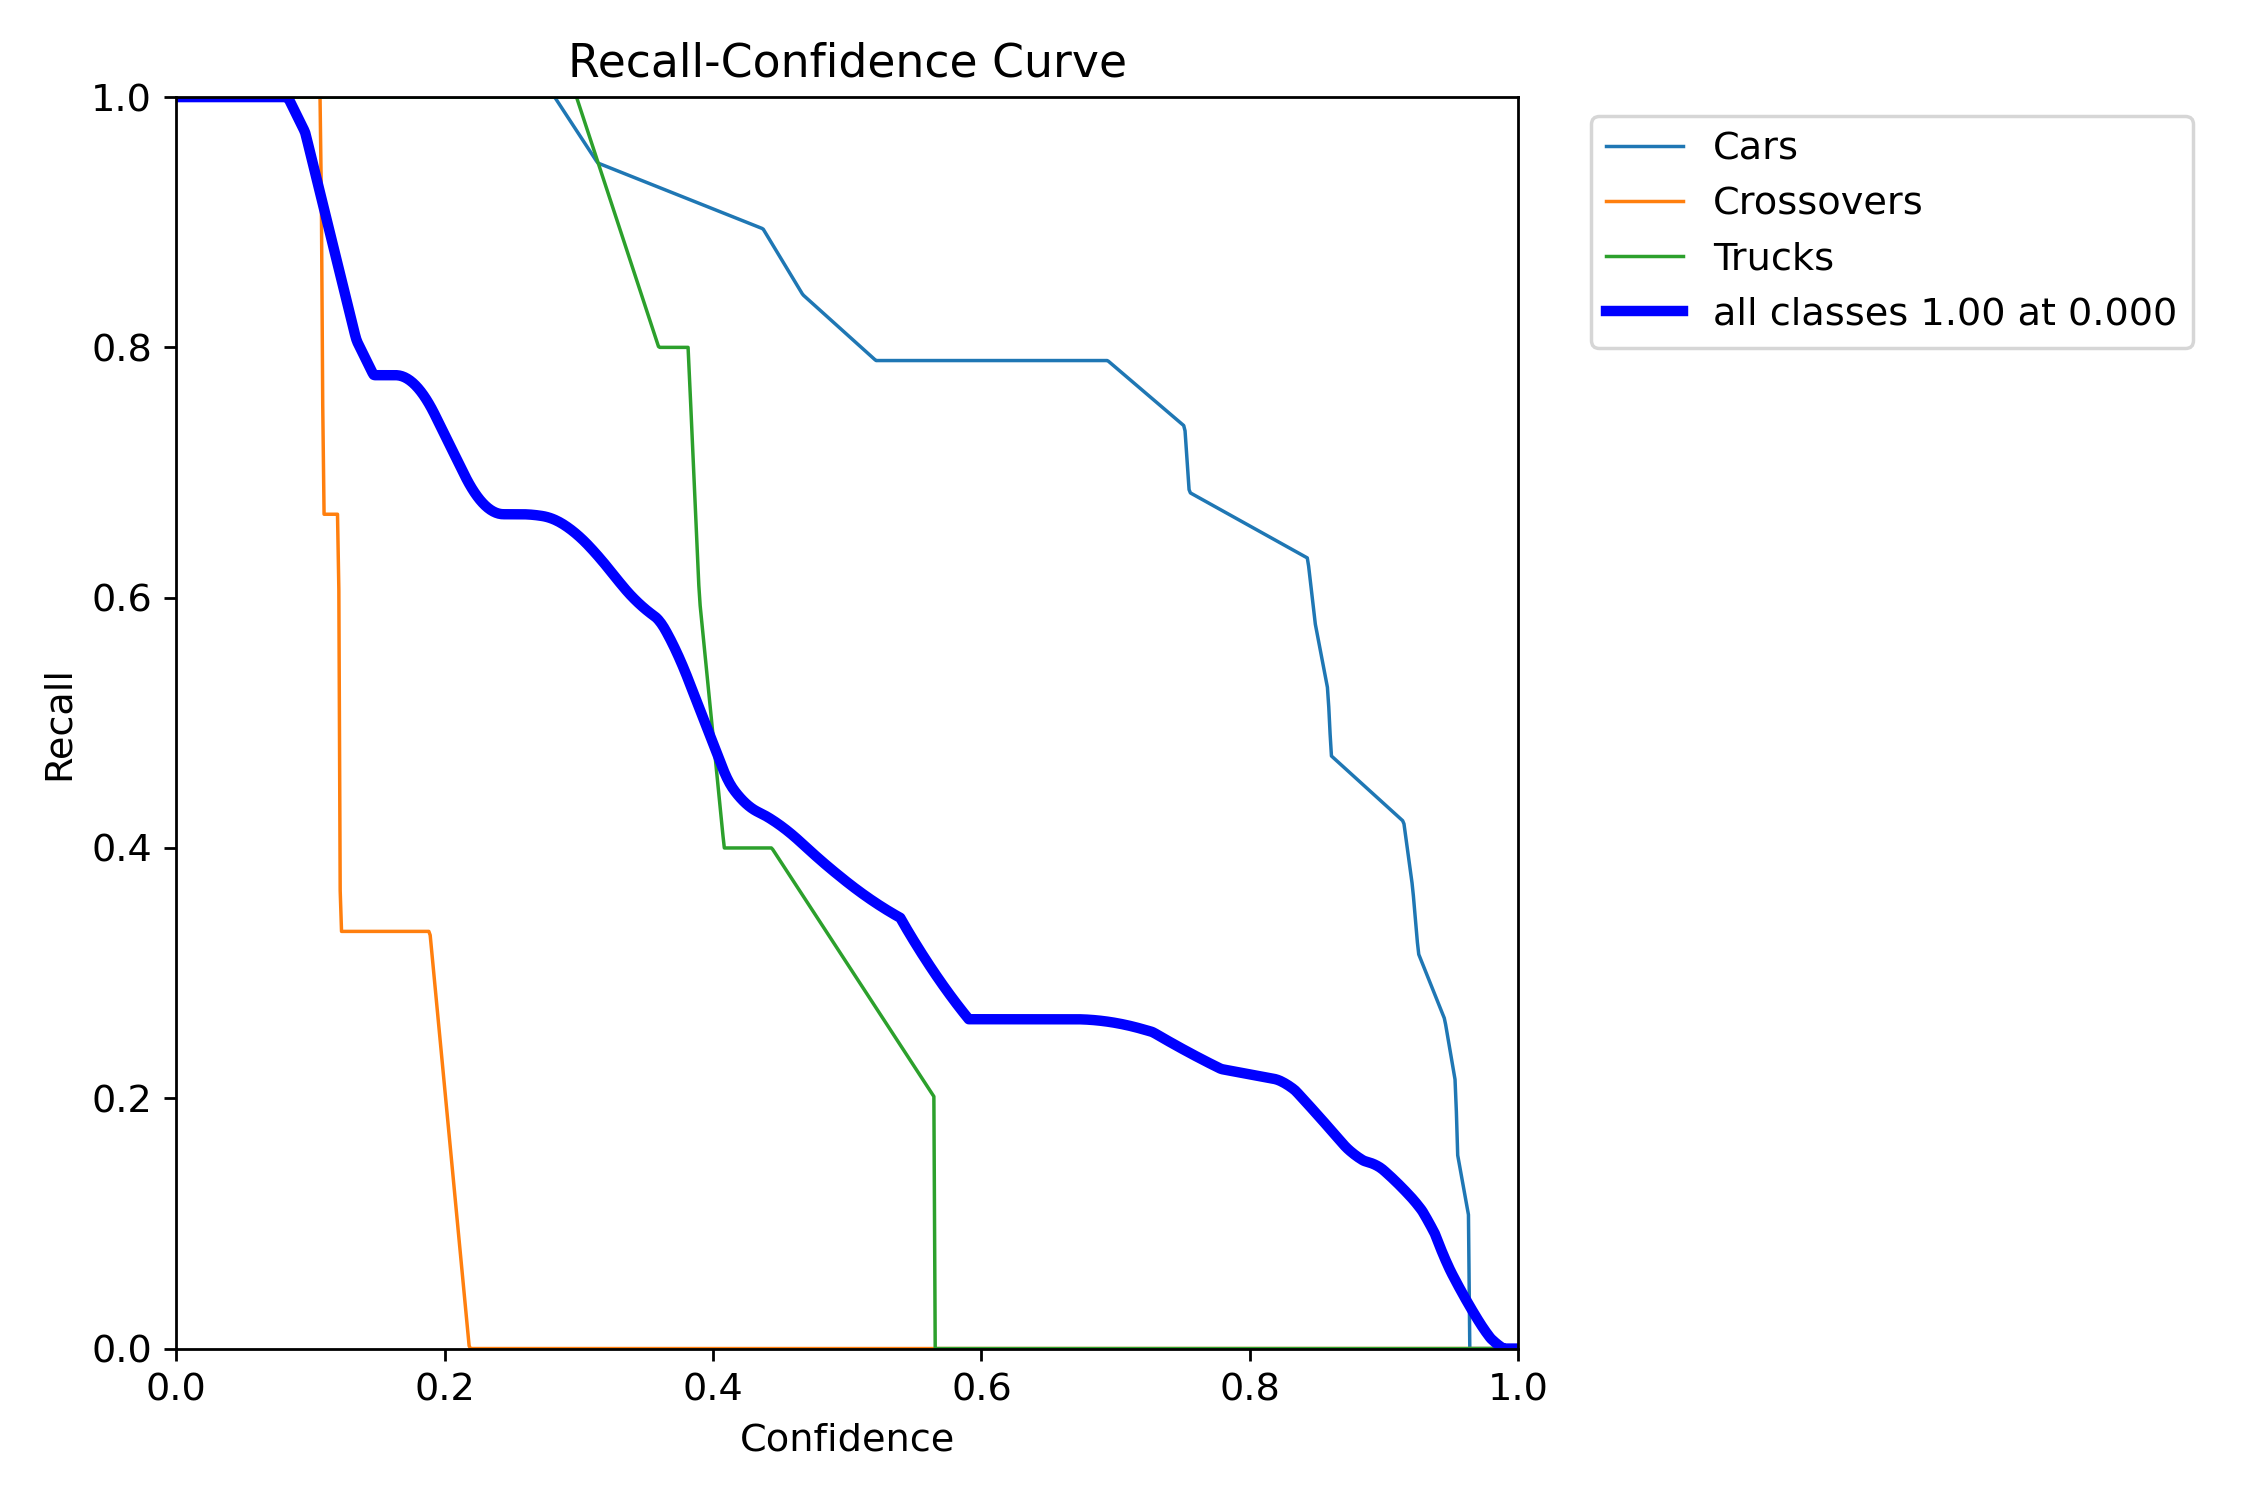 Recall-Confidence Curve
1.0
0.8
0.6
0.4
0.2
0.0
Recall
0.0 0.2 0.4 0.6 0.8 1.0
Confidence
Cars
Crossovers
Trucks
all classes 1.00 at 0.000